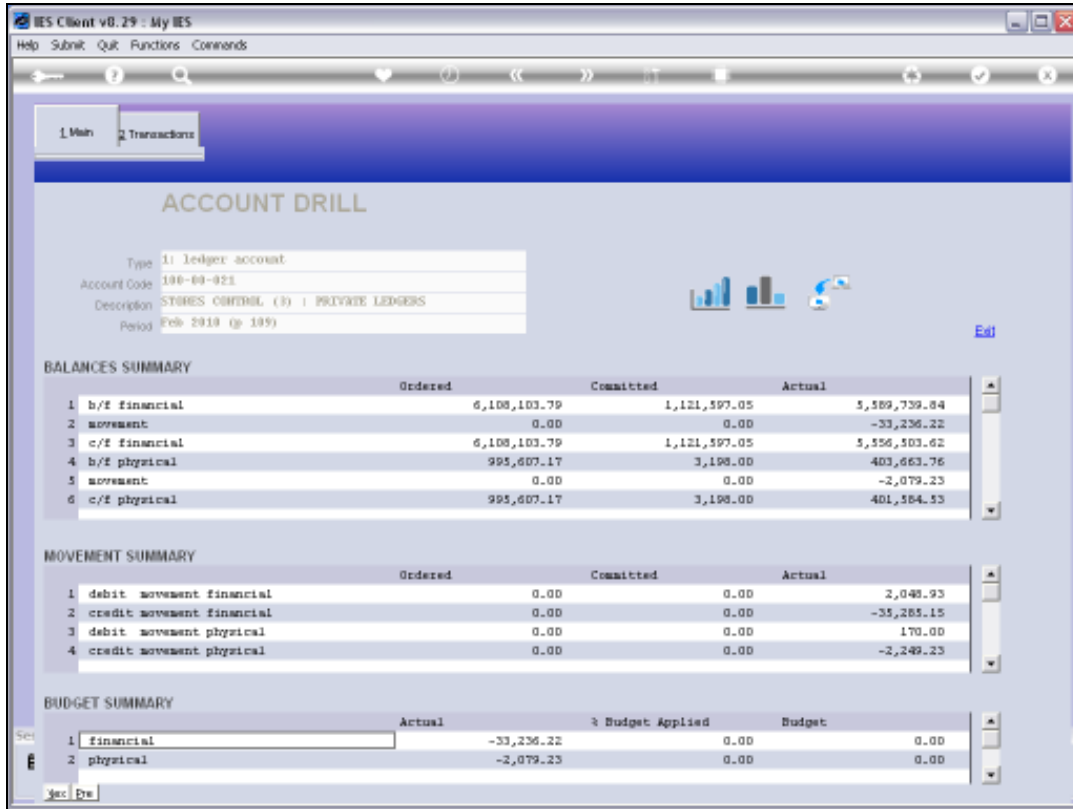 IES Client v8.29 : My IES
Help Submit Quit Functions Commands
1 Main 2 Transactions
ACCOUNT DRILL
Type 1: ledger account
Account Code 100-00-021
Description STORES CONTROL (3) : PRIVATE LEDGERS
Period Feb 2010 (p 109)
Exit
BALANCES SUMMARY
Ordered Committed Actual
1 b/f financial 6,108,103.79 1,121,597.05 5,589,739.84
2 movement 0.00 0.00 -33,236.22
3 c/f financial 6,108,103.79 1,121,597.05 5,556,503.62
4 b/f physical 995,607.17 3,198.00 403,663.76
5 movement 0.00 0.00 -2,079.23
6 c/f physical 995,607.17 3,198.00 401,584.53
MOVEMENT SUMMARY
Ordered Committed Actual
1 debit movement financial 0.00 0.00 2,048.93
2 credit movement financial 0.00 0.00 -35,285.15
3 debit movement physical 0.00 0.00 170.00
4 credit movement physical 0.00 0.00 -2,249.23
BUDGET SUMMARY
Actual % Budget Applied Budget
1 financial -33,236.22 0.00 0.00
2 physical -2,079.23 0.00 0.00
Nex Pre